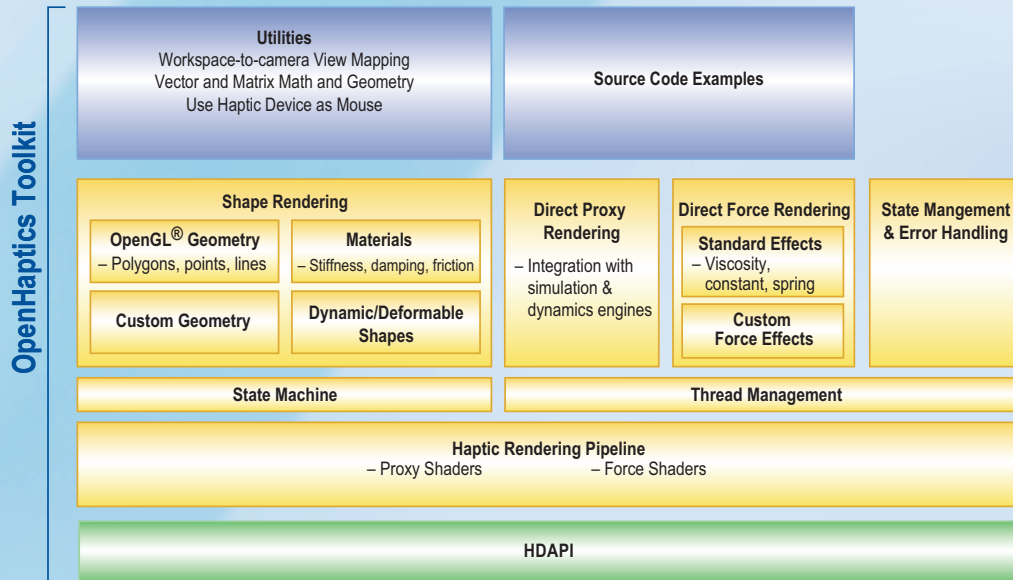 OpenHaptics Toolkit
Utilities
Workspace-to-camera View Mapping
Vector and Matrix Math and Geometry
Use Haptic Device as Mouse
Source Code Examples
Shape Rendering
OpenGL® Geometry
– Polygons, points, lines
Materials
– Stiffness, damping, friction
Custom Geometry
Dynamic/Deformable
Shapes
Direct Proxy
Rendering
– Integration with
simulation &
dynamics engines
Direct Force Rendering
Standard Effects
– Viscosity,
constant, spring
Custom
Force Effects
State Mangement
& Error Handling
State Machine
Thread Management
Haptic Rendering Pipeline
– Proxy Shaders
– Force Shaders
HDAPI